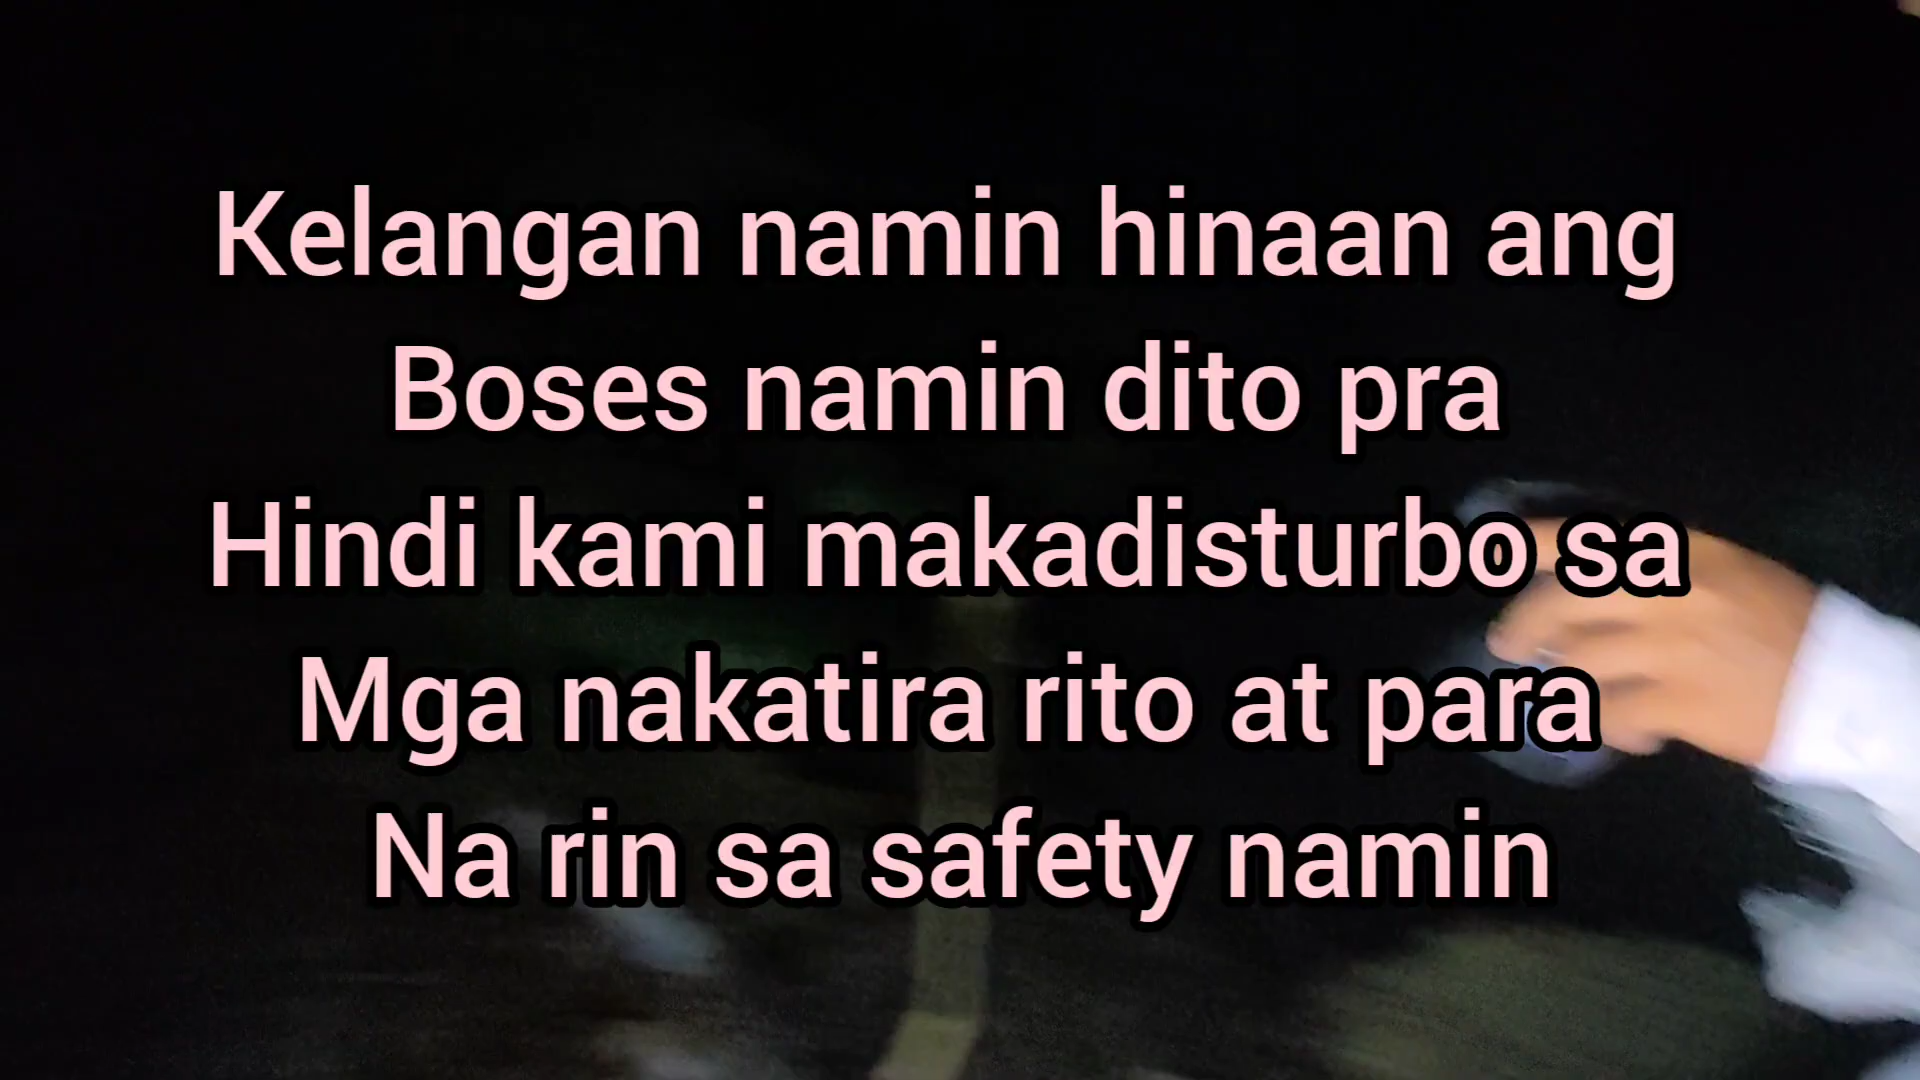 Kelangan namin hinaan ang
Boses namin dito pra
Hindi kami makadisturbo sa
Mga nakatira rito at para
Na rin sa safety namin